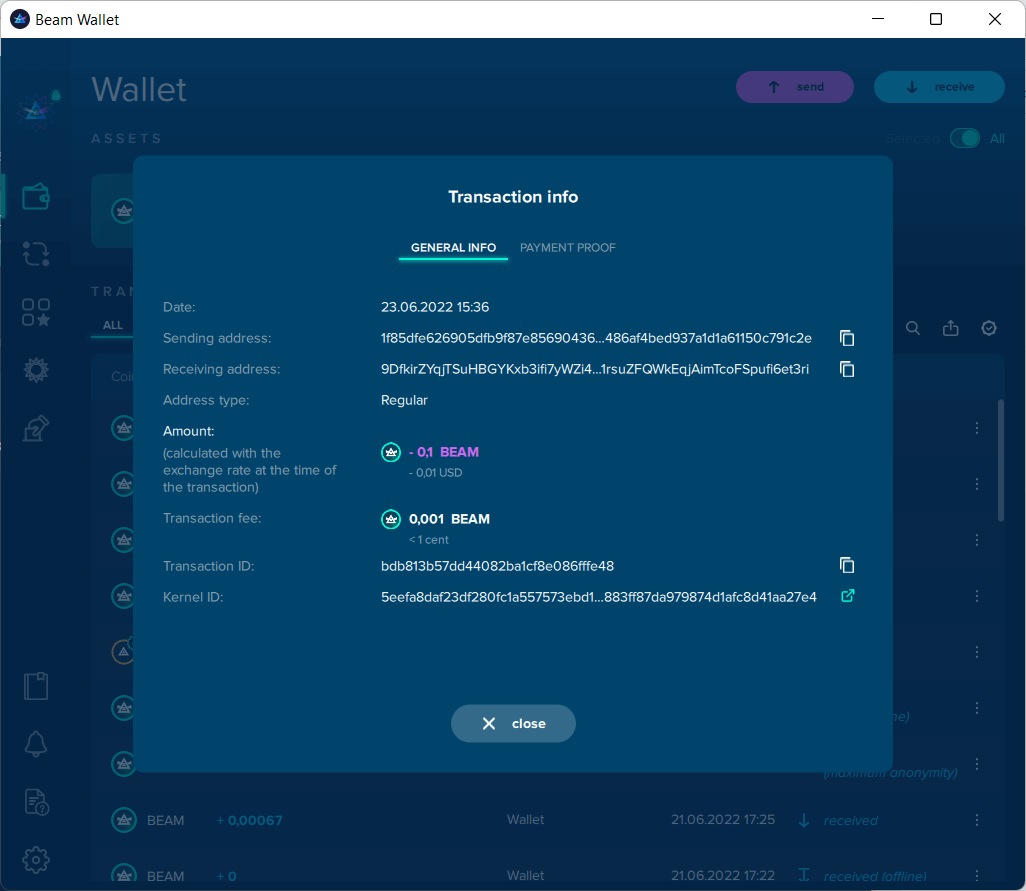 Beam Wallet
Wallet
send
receive
ASSETS
Selected
All
Transaction info
GENERAL INFO
PAYMENT PROOF
TRAN
ALL
Date:
23.06.2022 15:36
Sending address:
1f85dfe626905dfb9f87e85690436...486af4bed937a1d1a61150c791c2e
Receiving address:
9DfkirZYqjTSuHBGYKxb3ifi7yWZi4...1rsuZFQWkEqjAimTcoFSpufi6et3ri
Coi
Address type:
Regular
Amount:
(calculated with the
exchange rate at the time of
the transaction)
- 0,1 BEAM
- 0,01 USD
Transaction fee:
0,001 BEAM
< 1 cent
Transaction ID:
bdb813b57dd44082ba1cf8e086fffe48
Kernel ID:
5eefa8daf23df280fc1a557573ebd1...883ff87da979874d1afc8d41aa27e4
ne)
close
(maximum anonymity)
BEAM + 0,00067 Wallet 21.06.2022 17:25 received
BEAM + 0 Wallet 21.06.2022 17:22 received (offline)